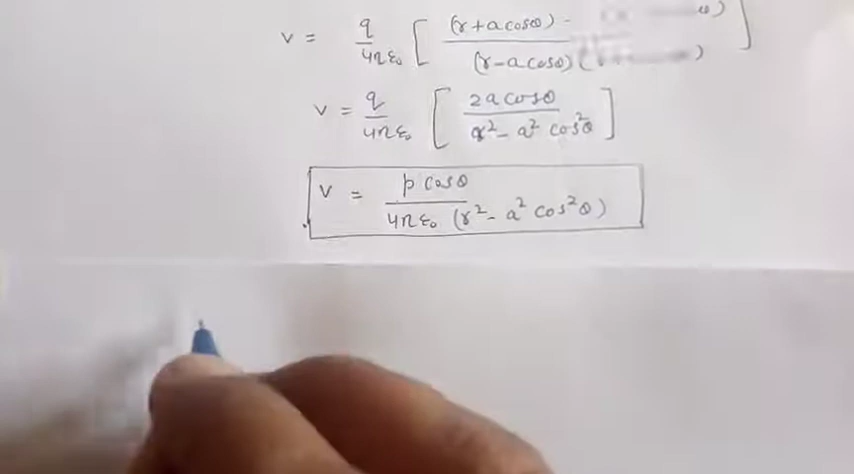 V = q/4πε₀ [ (r+a cosθ) - / (r-a cosθ)( ) ]
V = q/4πε₀ [ 2a cosθ / r² - a² cos²θ ]
V = p cosθ / 4πε₀ (r² - a² cos²θ)